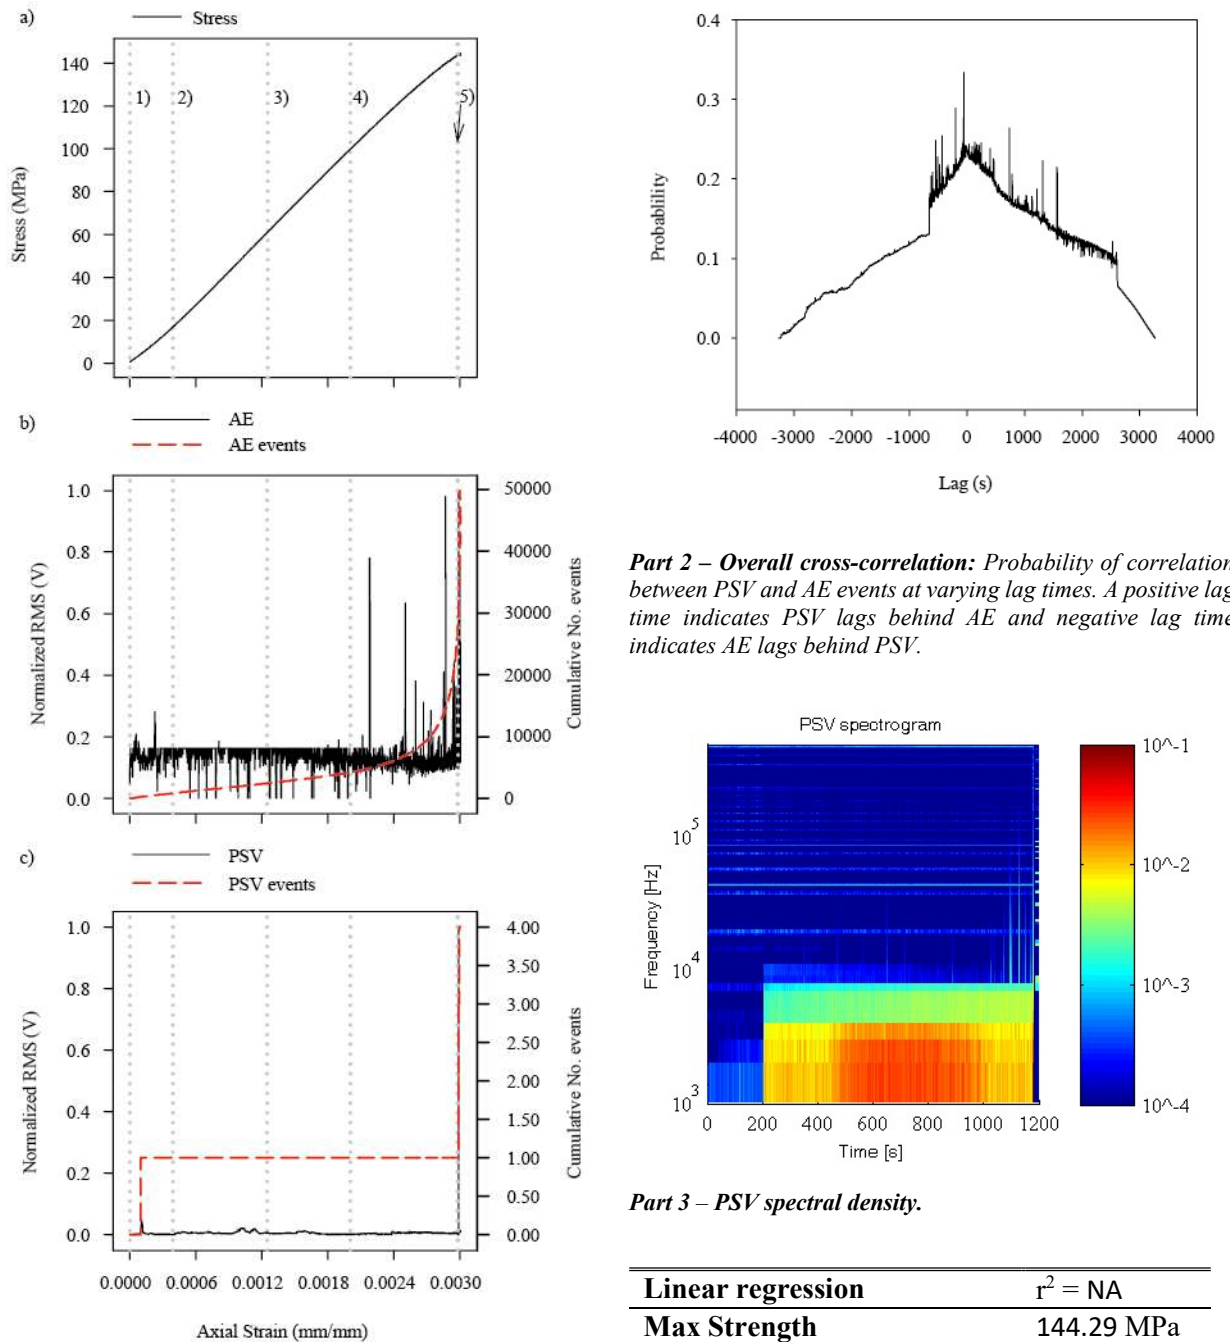 a)
Stress
140
120
100
80
60
40
20
0
Stress (MPa)
1)
2)
3)
4)
5)
b)
AE
AE events
1.0
0.8
0.6
0.4
0.2
0.0
Normalized RMS (V)
50000
40000
30000
20000
10000
0
Cumulative No. events
c)
PSV
PSV events
1.0
0.8
0.6
0.4
0.2
0.0
Normalized RMS (V)
4.00
3.50
3.00
2.50
2.00
1.50
1.00
0.50
0.00
Cumulative No. events
0.0000 0.0006 0.0012 0.0018 0.0024 0.0030
Axial Strain (mm/mm)
0.4
0.3
0.2
0.1
0.0
Probablility
-4000 -3000 -2000 -1000 0 1000 2000 3000 4000
Lag (s)
Part 2 – Overall cross-correlation: Probability of correlation
between PSV and AE events at varying lag times. A positive lag
time indicates PSV lags behind AE and negative lag time
indicates AE lags behind PSV.
PSV spectrogram
10^5
10^4
10^3
Frequency [Hz]
0 200 400 600 800 1000 1200
Time [s]
10^-1
10^-2
10^-3
10^-4
Part 3 – PSV spectral density.
Linear regression r² = NA
Max Strength 144.29 MPa